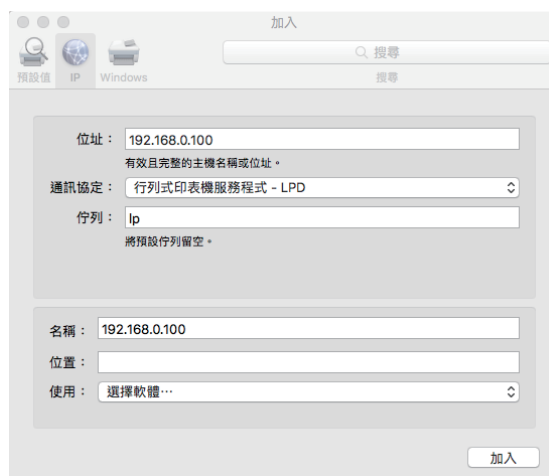 加入
搜尋
預設值 IP Windows 搜尋
位址： 192.168.0.100
有效且完整的主機名稱或位址。
通訊協定： 行列式印表機服務程式 - LPD
佇列： lp
將預設佇列留空。
名稱： 192.168.0.100
位置：
使用： 選擇軟體⋯
加入